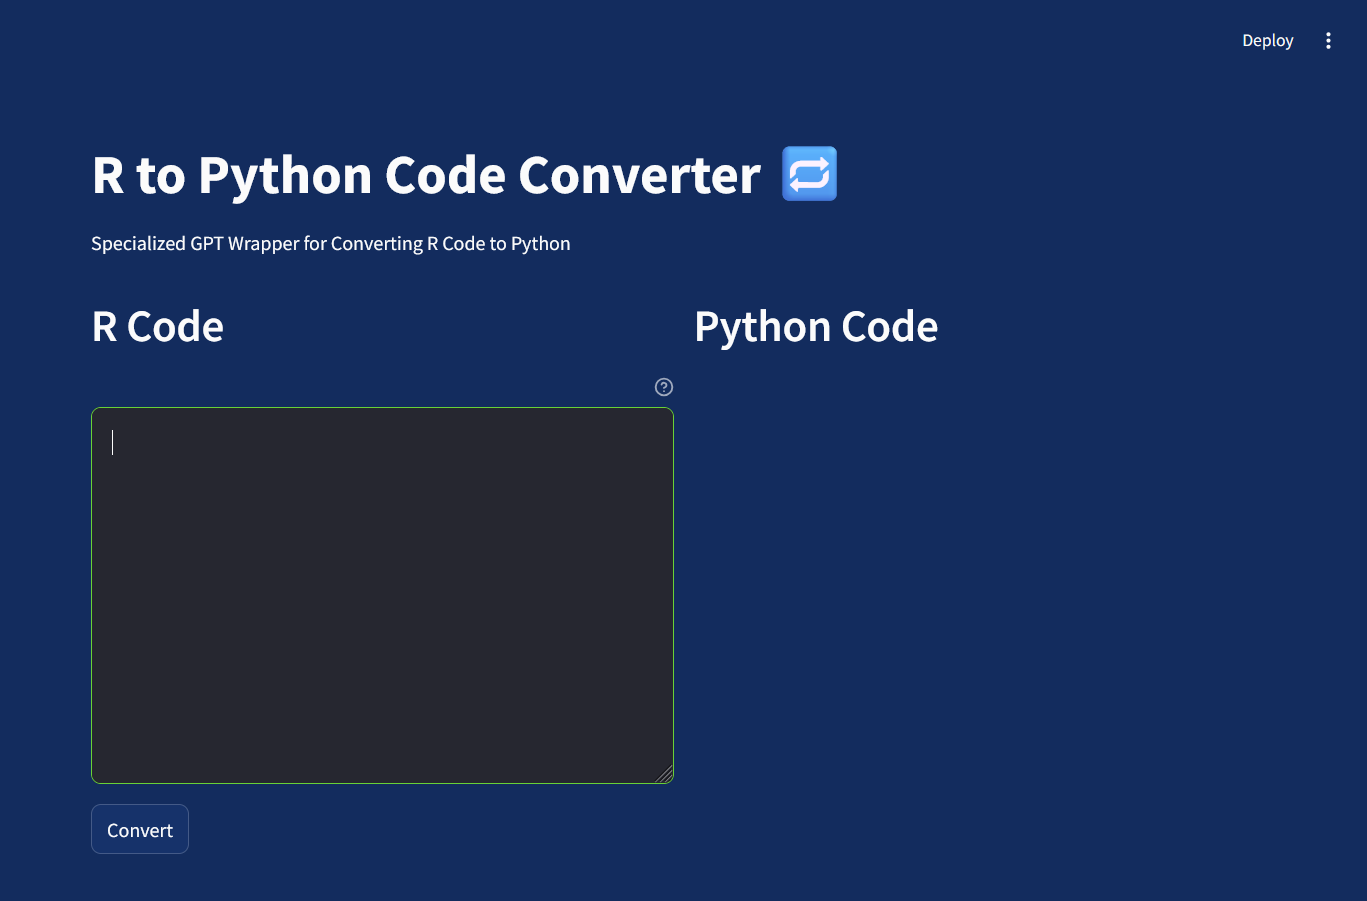 Deploy
R to Python Code Converter 🔁
Specialized GPT Wrapper for Converting R Code to Python
R Code
Python Code
Convert